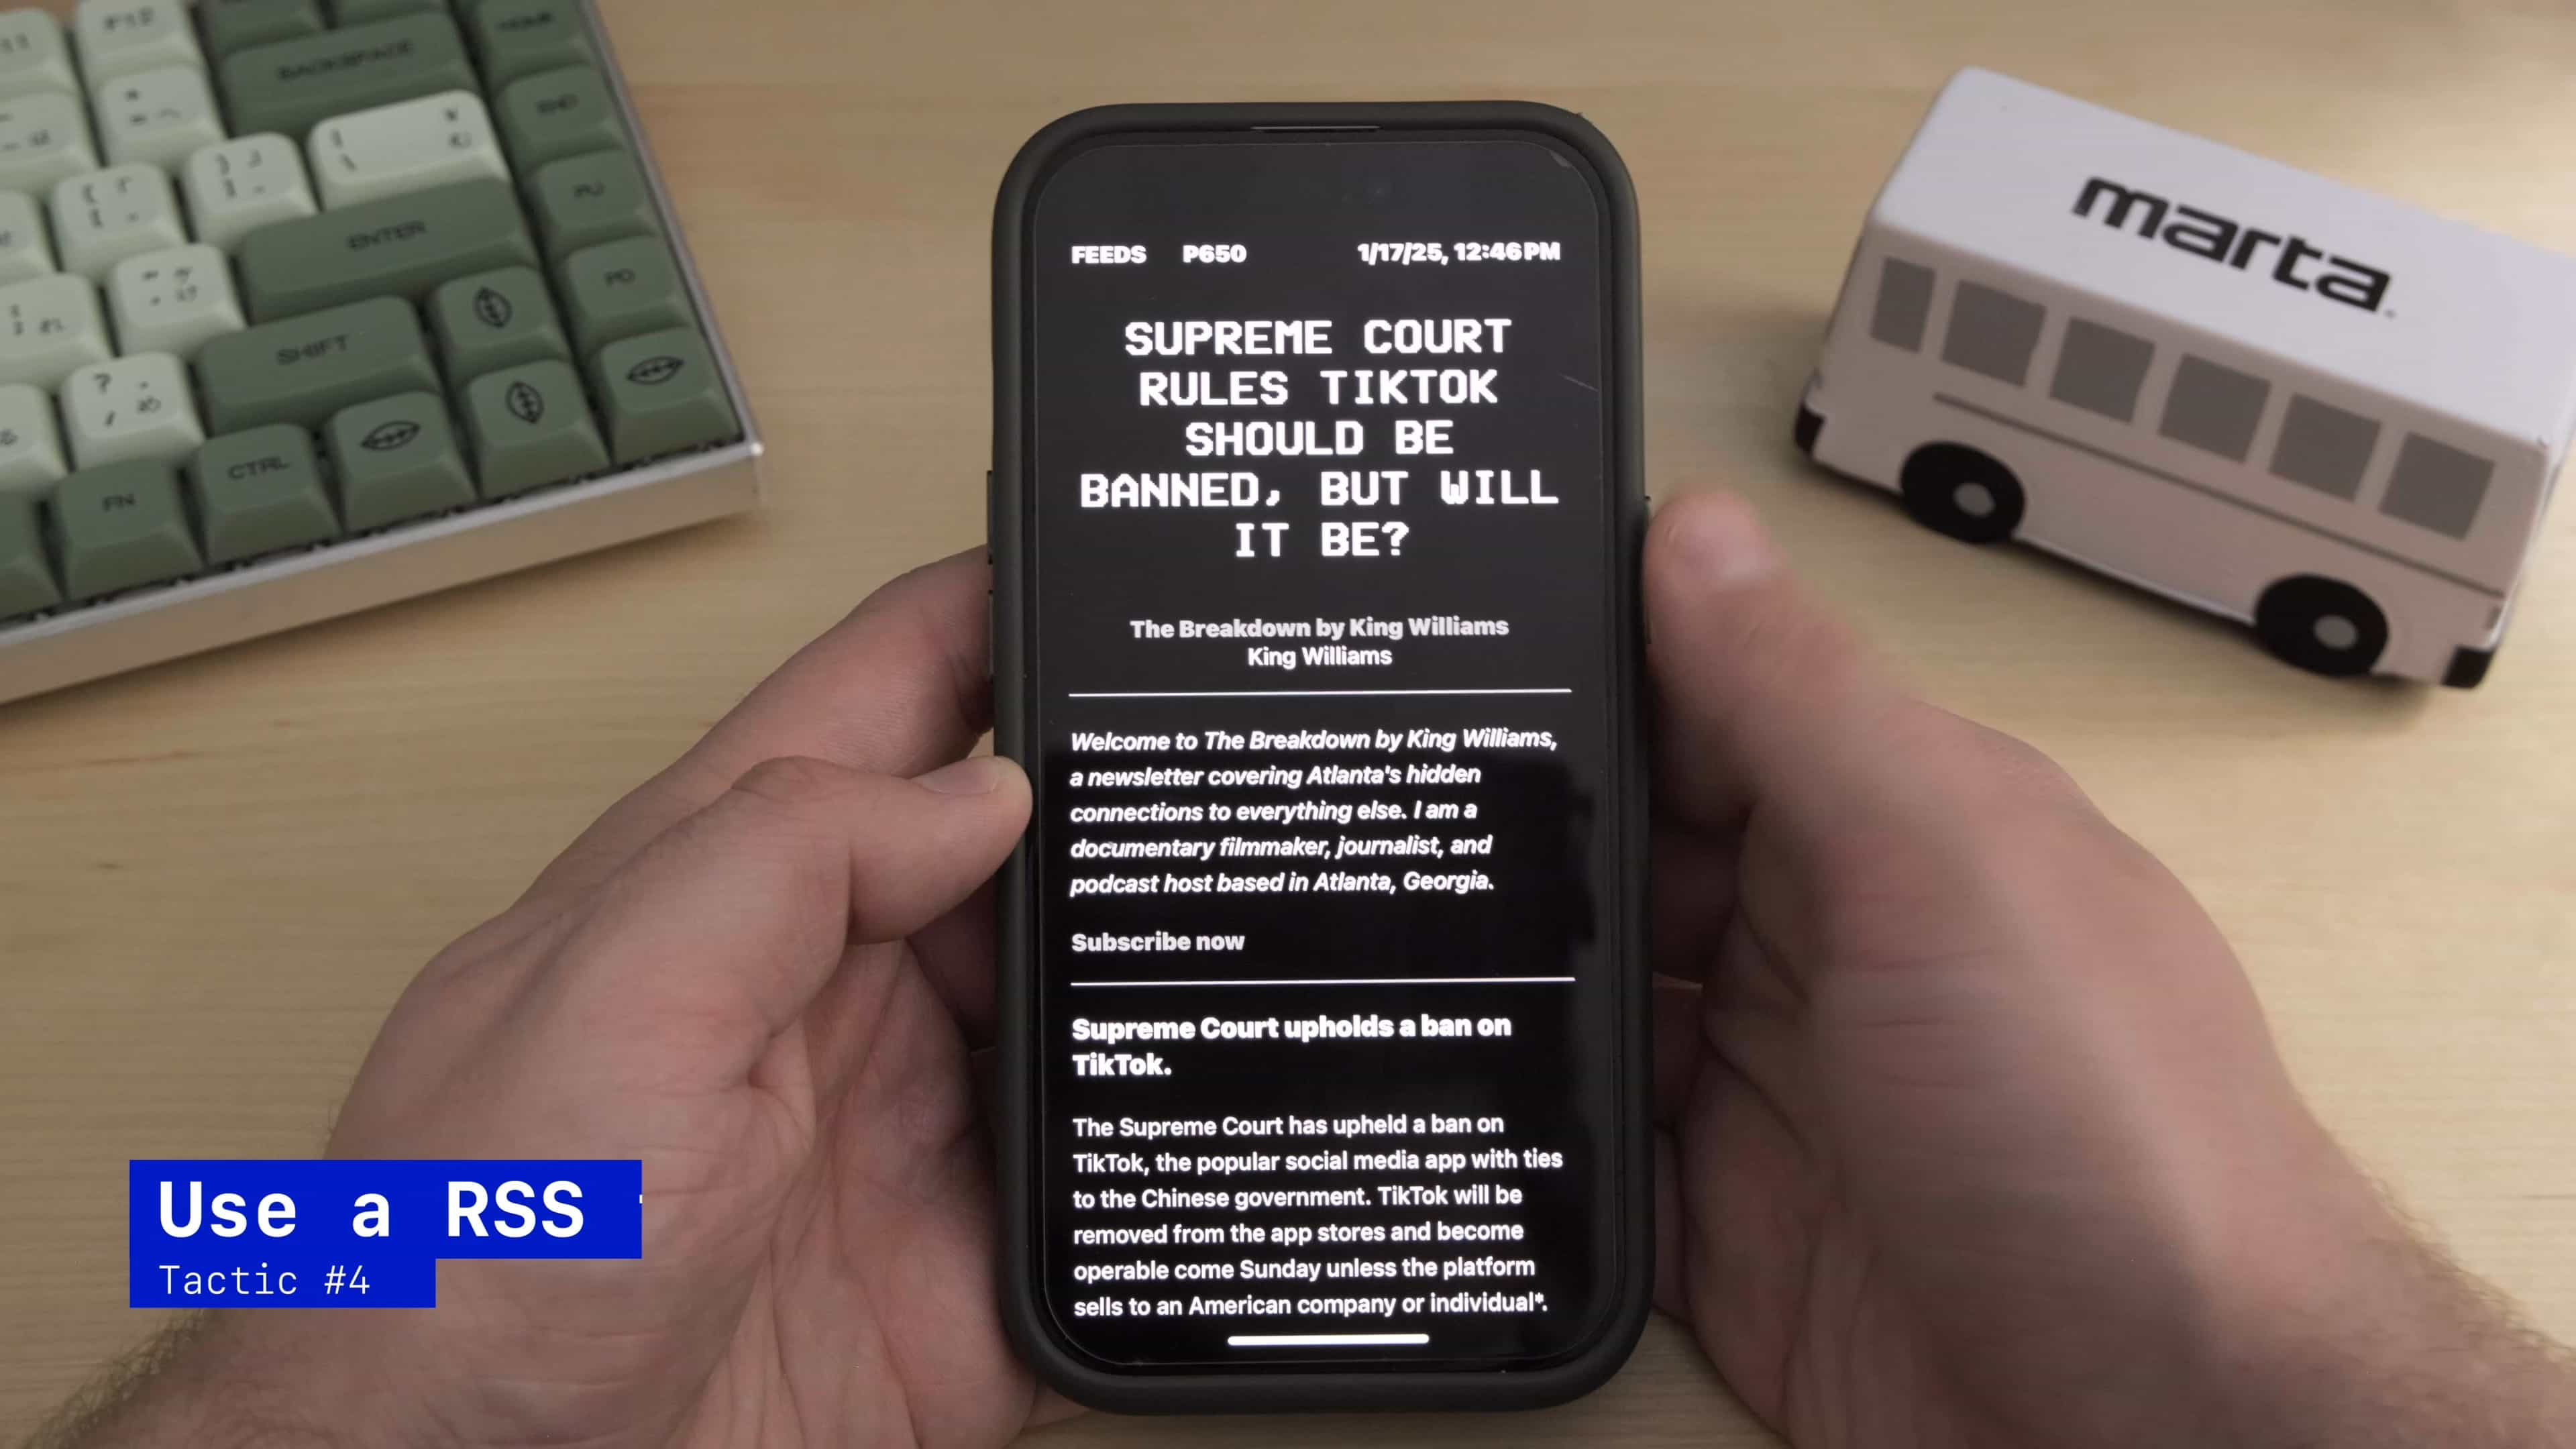 F12
BACKSPACE
HOME
END
ENTER
PU
SHIFT
PD
FN
CTRL
marta
FEEDS P650 1/17/25, 12:46 PM
SUPREME COURT
RULES TIKTOK
SHOULD BE
BANNED, BUT WILL
IT BE?
The Breakdown by King Williams
King Williams
Welcome to The Breakdown by King Williams,
a newsletter covering Atlanta's hidden
connections to everything else. I am a
documentary filmmaker, journalist, and
podcast host based in Atlanta, Georgia.
Subscribe now
Supreme Court upholds a ban on
TikTok.
The Supreme Court has upheld a ban on
TikTok, the popular social media app with ties
to the Chinese government. TikTok will be
removed from the app stores and become
operable come Sunday unless the platform
sells to an American company or individual*.
Use a RSS
Tactic #4